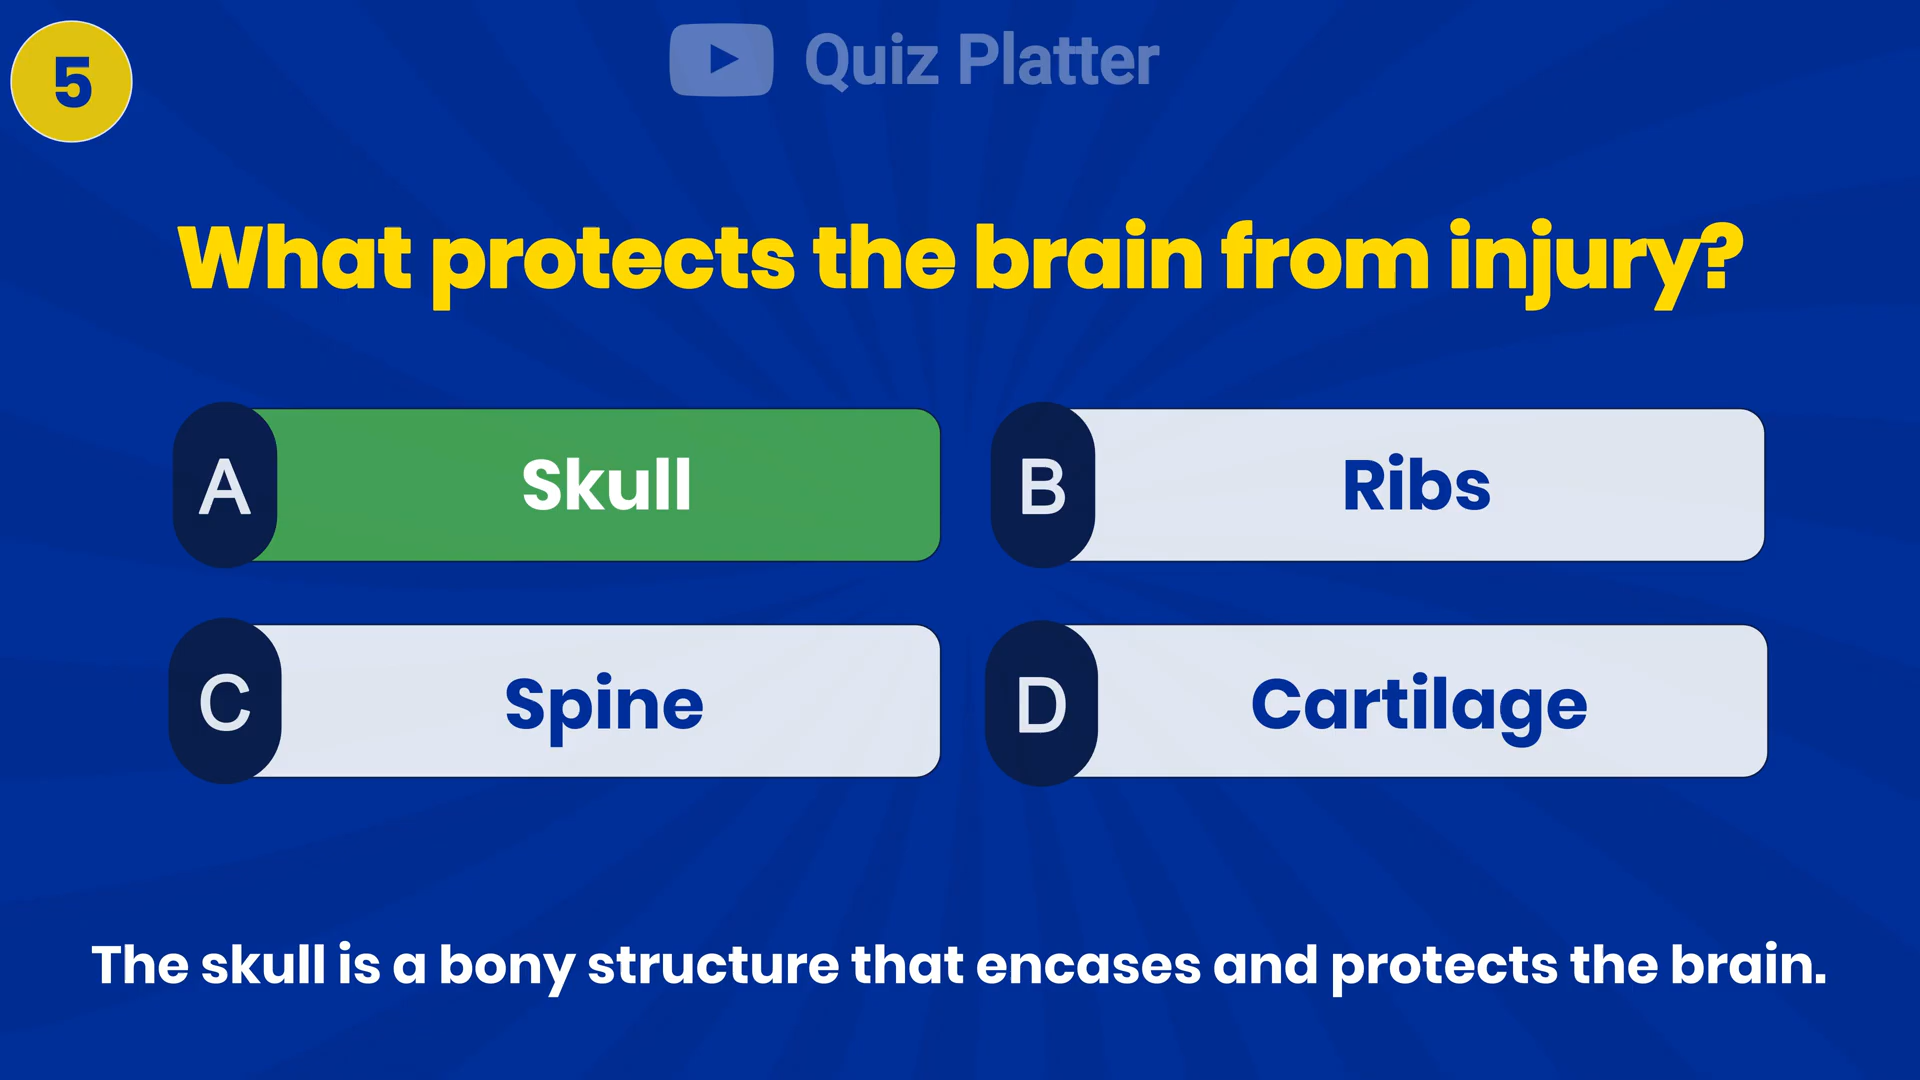 5
Quiz Platter
What protects the brain from injury?
A Skull
B Ribs
C Spine
D Cartilage
The skull is a bony structure that encases and protects the brain.